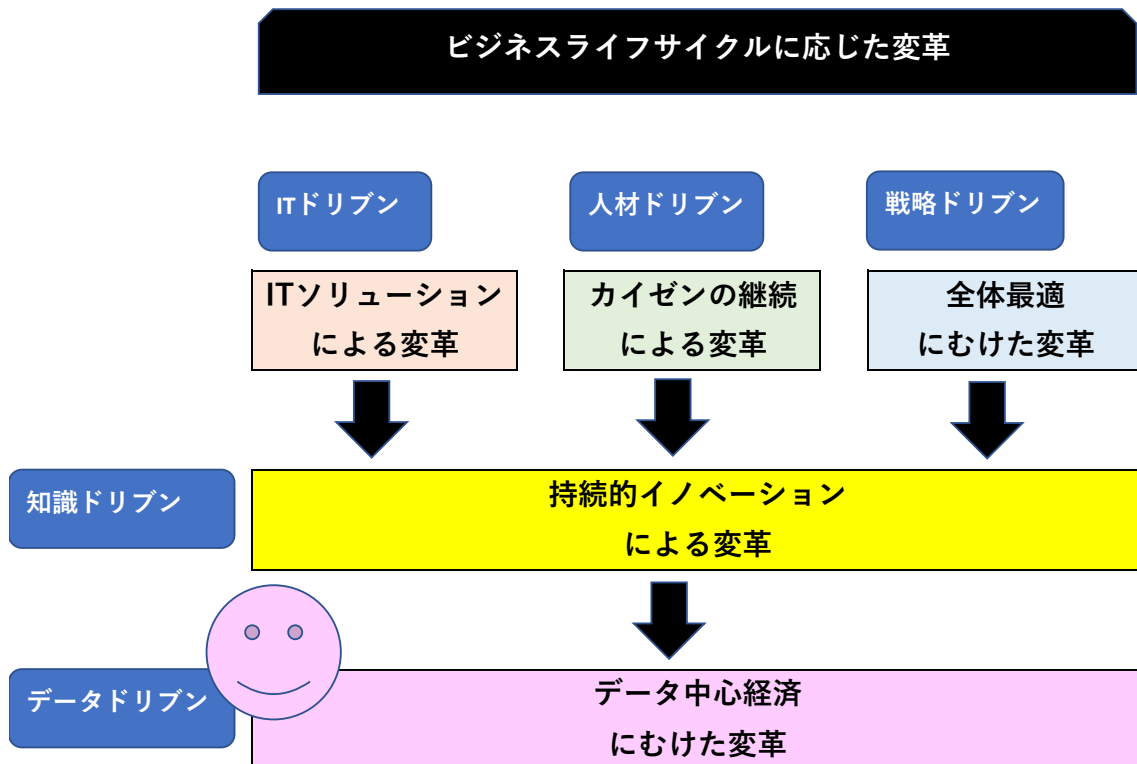 ビジネスライフサイクルに応じた変革
ITドリブン
人材ドリブン
戦略ドリブン
ITソリューション
による変革
カイゼンの継続
による変革
全体最適
にむけた変革
知識ドリブン
持続的イノベーション
による変革
データドリブン
データ中心経済
にむけた変革